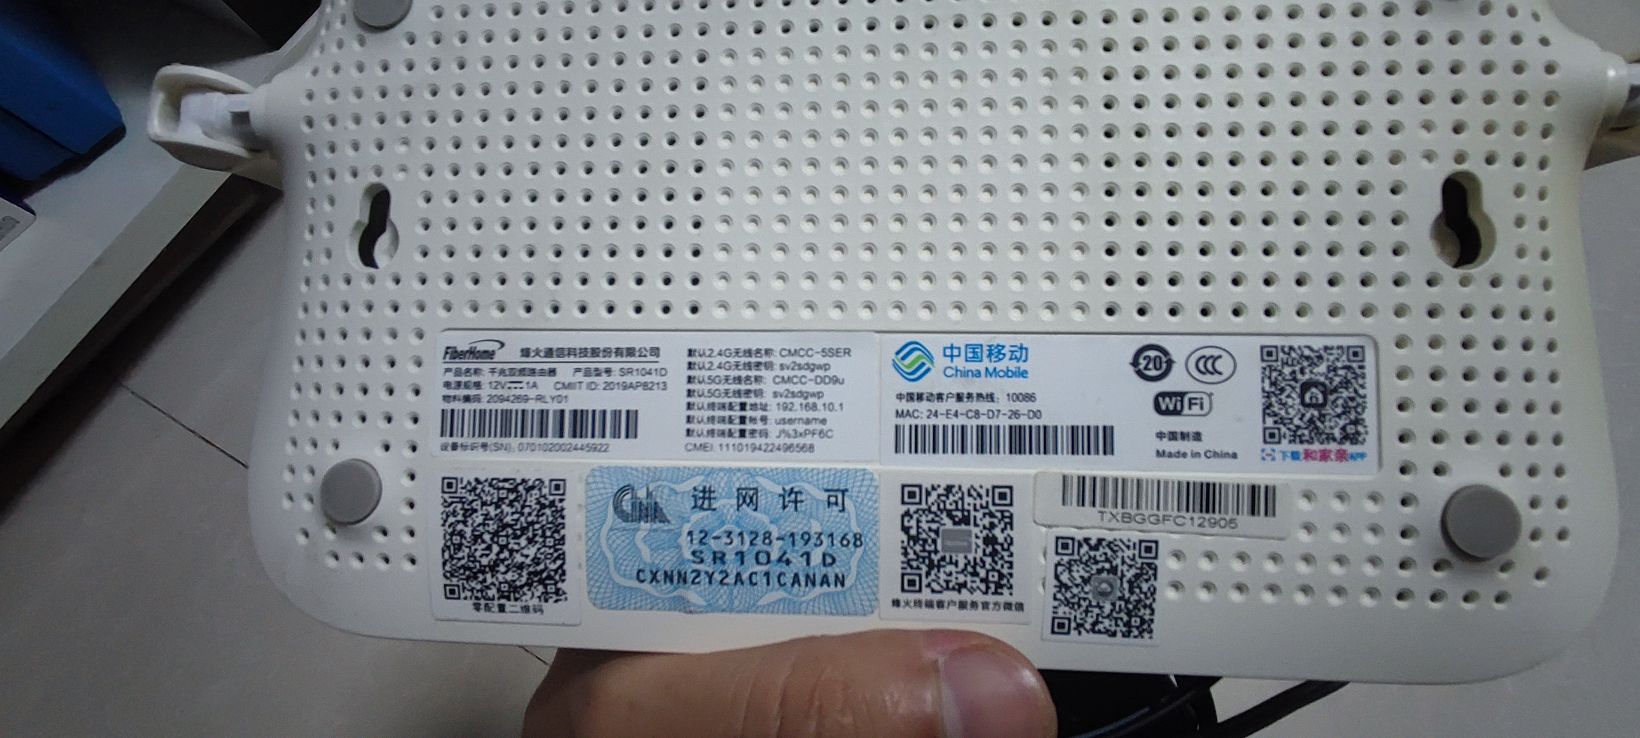 FiberHome 烽火通信科技股份有限公司
产品名称: 千兆双频路由器 产品型号: SR1041D
电源规格: 12V⎓1A CMIIT ID: 2019AP8213
物料编码: 2094269-RLY01
设备标识号(SN): 070102002445922
默认2.4G无线名称: CMCC-5SER
默认2.4G无线密钥: sv2sdgwp
默认5G无线名称: CMCC-DD9u
默认5G无线密钥: sv2sdgwp
默认终端配置地址: 192.168.10.1
默认终端配置账号: username
默认终端配置密码: J%3xPF6C
CMEI: 111019422496568
中国移动
China Mobile
中国移动客户服务热线: 10086
MAC: 24-E4-C8-D7-26-D0
20
CCC
WiFi
中国制造
Made in China
下载和家亲APP
零配置二维码
进网许可
12-3128-193168
SR1041D
CXNN2Y2AC1CANAN
烽火终端客户服务官方微信
TXBGGFC12905